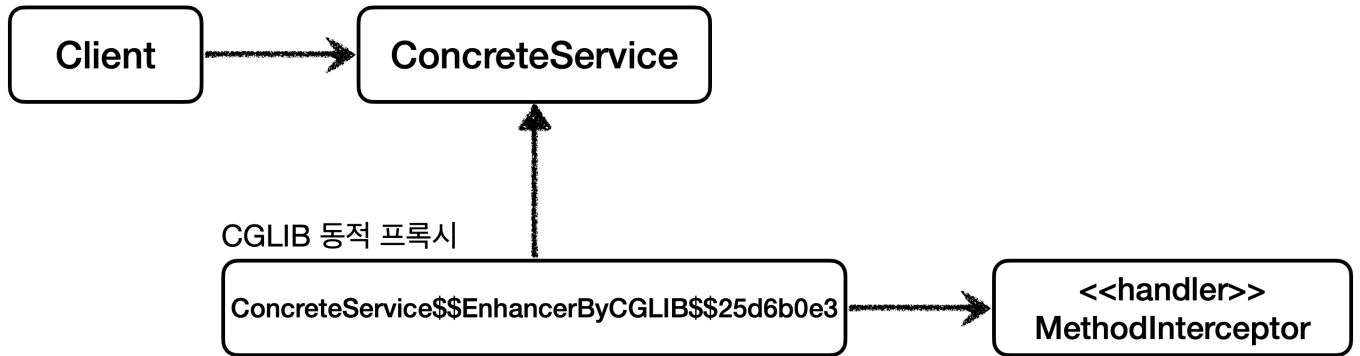 Client
ConcreteService
CGLIB 동적 프록시
ConcreteService$$EnhancerByCGLIB$$25d6b0e3
<<handler>>
MethodInterceptor